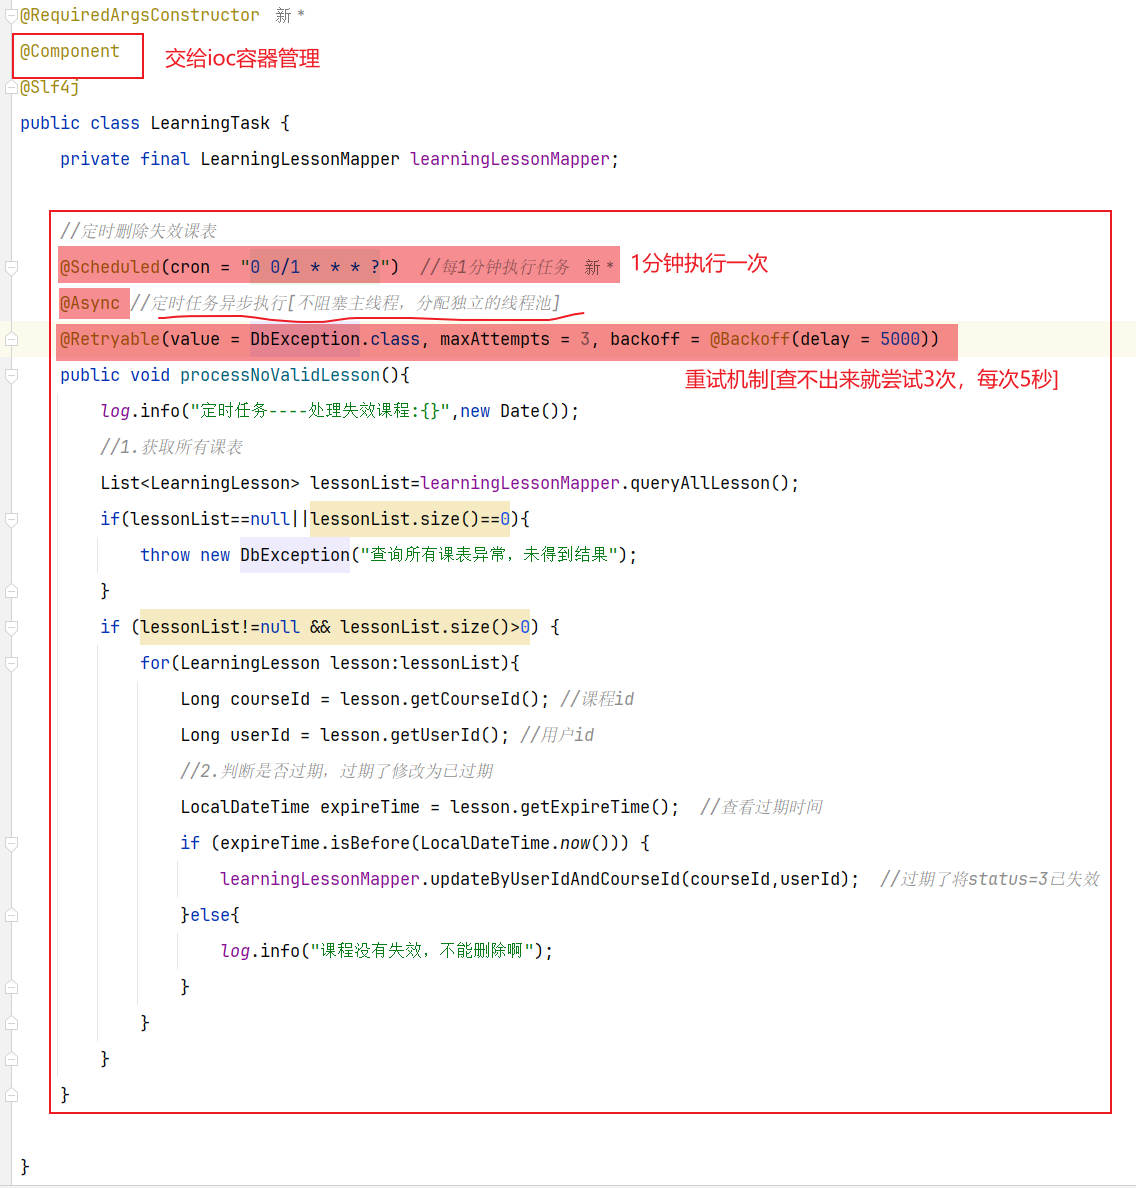 @RequiredArgsConstructor 新 *
@Component 交给ioc容器管理
@Slf4j
public class LearningTask {
private final LearningLessonMapper learningLessonMapper;
//定时删除失效课表
@Scheduled(cron = "0 0/1 * * * ?") //每1分钟执行任务 新 * 1分钟执行一次
@Async //定时任务异步执行[不阻塞主线程，分配独立的线程池]
@Retryable(value = DbException.class, maxAttempts = 3, backoff = @Backoff(delay = 5000))
public void processNoValidLesson(){ 重试机制[查不出来就尝试3次，每次5秒]
log.info("定时任务----处理失效课程:{}",new Date());
//1.获取所有课表
List<LearningLesson> lessonList=learningLessonMapper.queryAllLesson();
if(lessonList==null||lessonList.size()==0){
throw new DbException("查询所有课表异常，未得到结果");
}
if (lessonList!=null && lessonList.size()>0) {
for(LearningLesson lesson:lessonList){
Long courseId = lesson.getCourseId(); //课程id
Long userId = lesson.getUserId(); //用户id
//2.判断是否过期，过期了修改为已过期
LocalDateTime expireTime = lesson.getExpireTime(); //查看过期时间
if (expireTime.isBefore(LocalDateTime.now())) {
learningLessonMapper.updateByUserIdAndCourseId(courseId,userId); //过期了将status=3已失效
}else{
log.info("课程没有失效，不能删除啊");
}
}
}
}
}